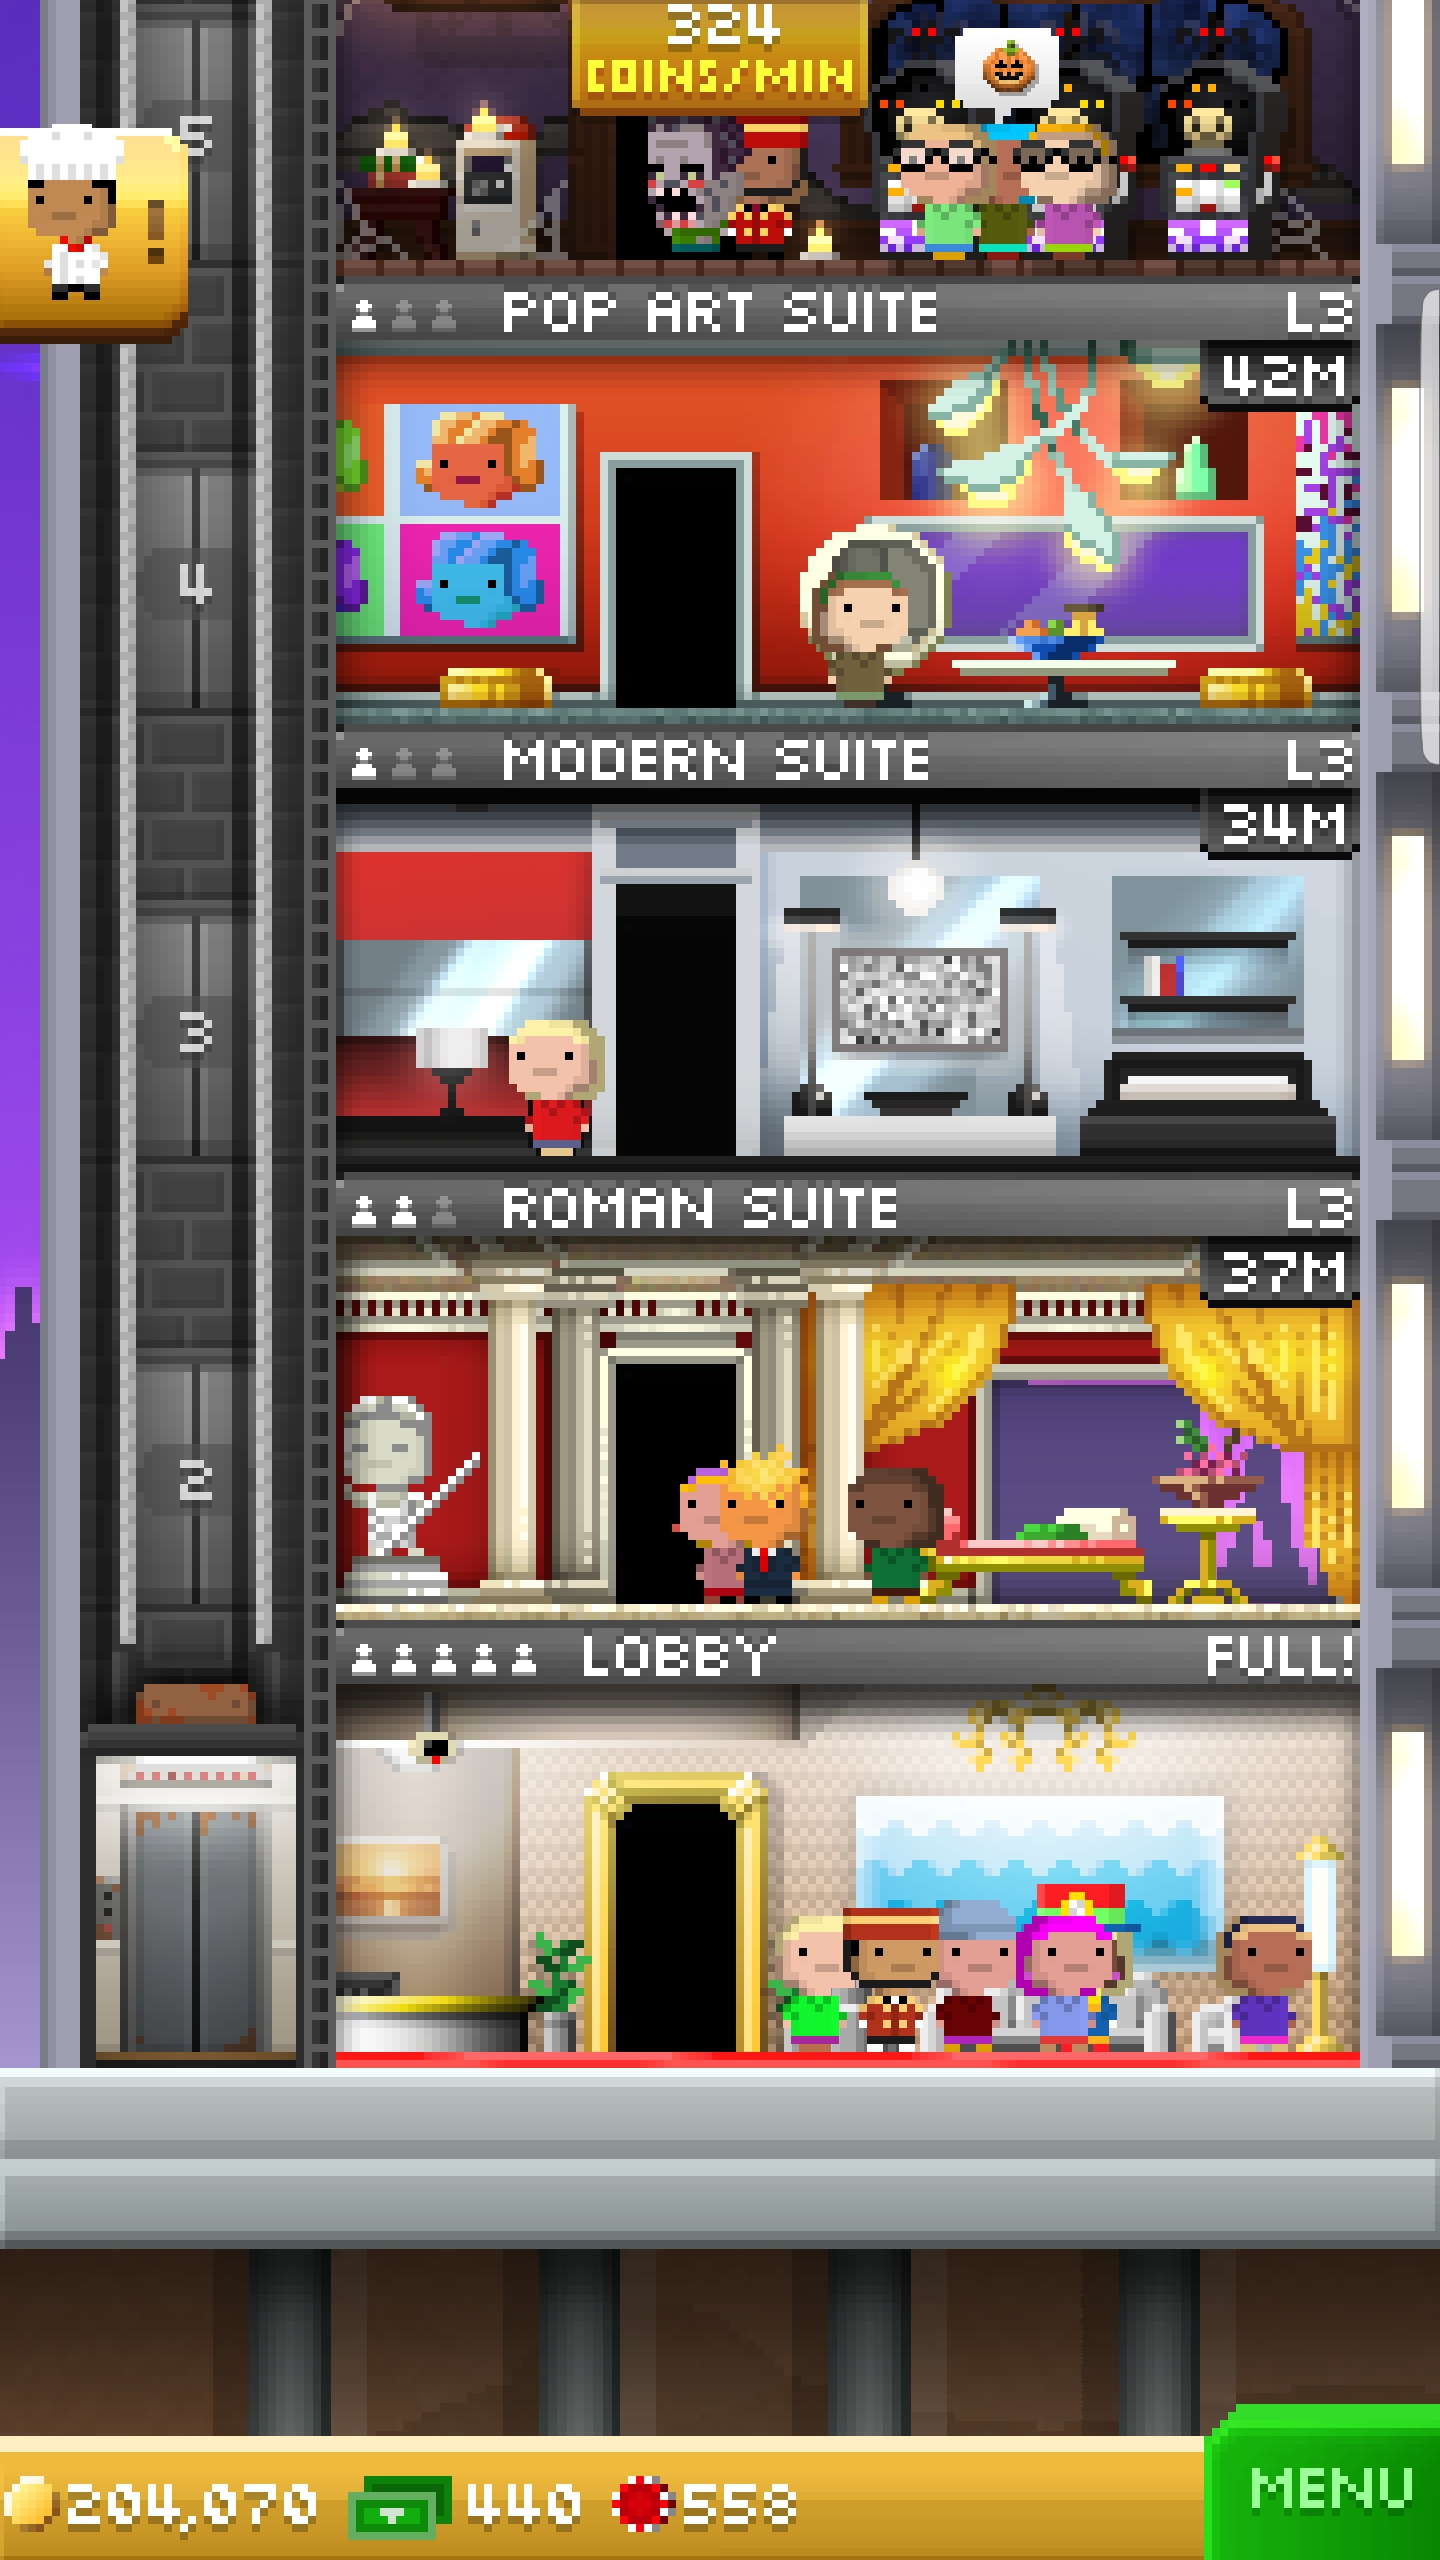 324
COINS/MIN
5
!
POP ART SUITE L3
42M
4
MODERN SUITE L3
34M
3
ROMAN SUITE L3
37M
2
LOBBY FULL!
204,070 440 558
MENU